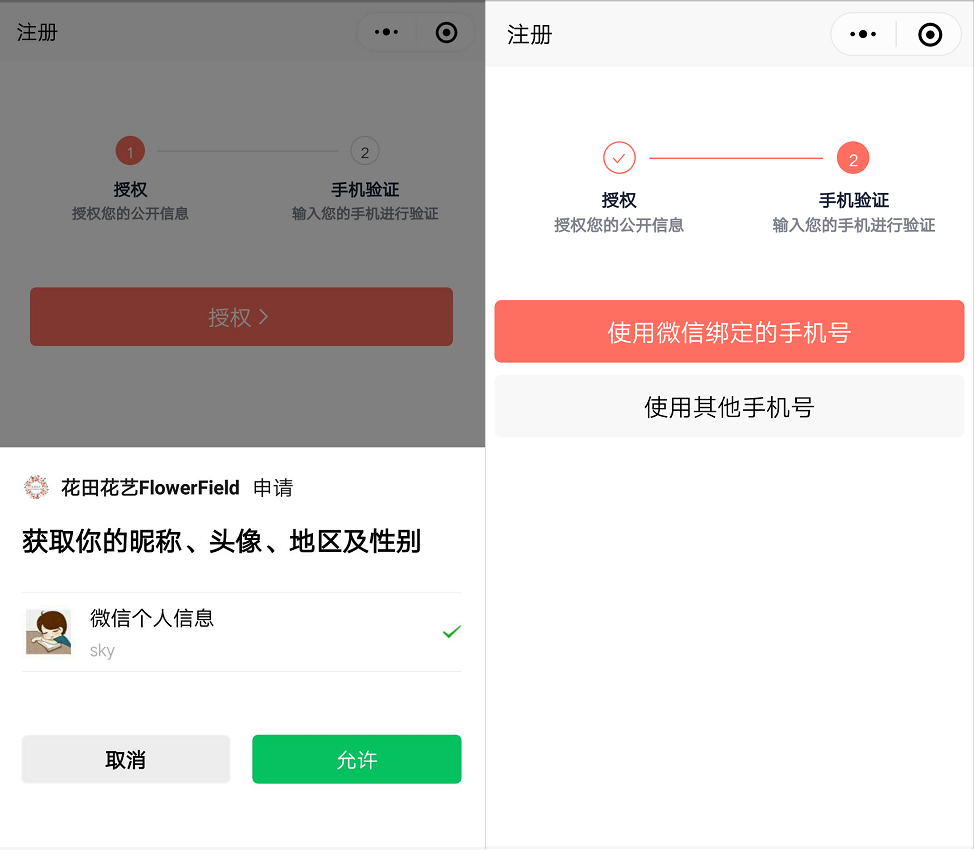 注册
1
2
授权
手机验证
授权您的公开信息
输入您的手机进行验证
授权
花田花艺FlowerField 申请
获取你的昵称、头像、地区及性别
微信个人信息
sky
取消
允许
注册
2
授权
手机验证
授权您的公开信息
输入您的手机进行验证
使用微信绑定的手机号
使用其他手机号